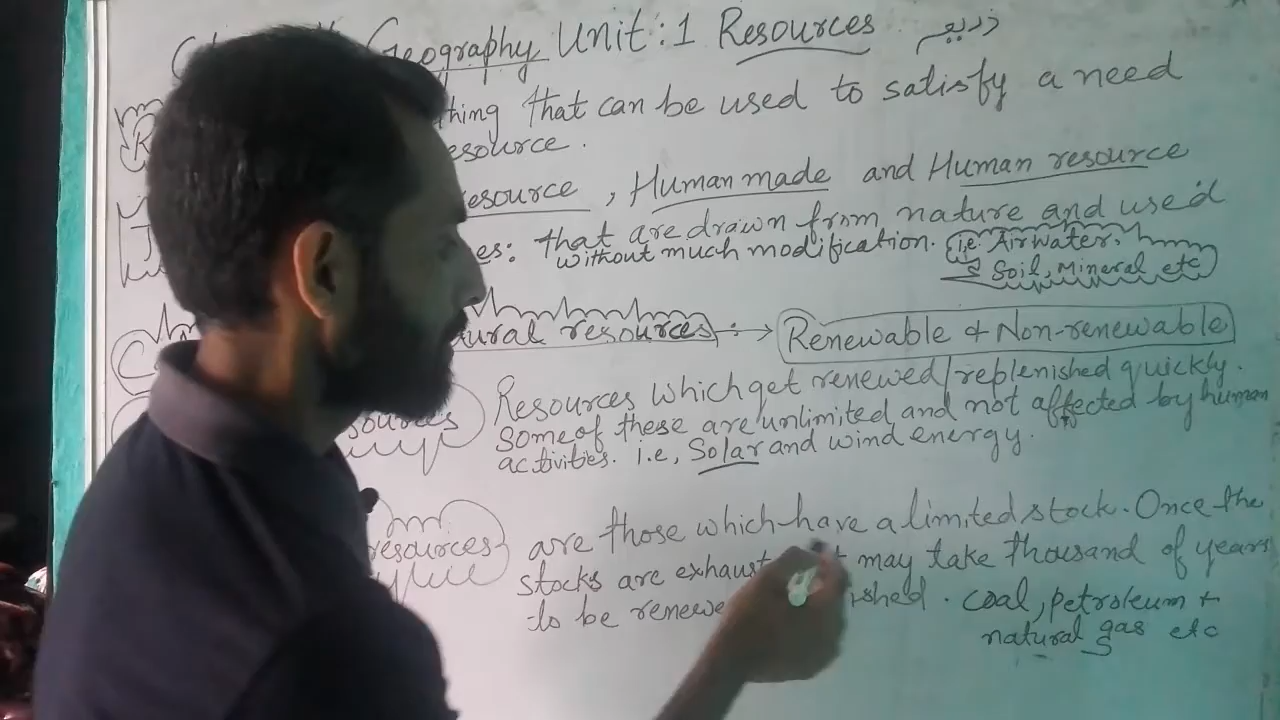 Geography Unit:1 Resources ذریعہ
thing that can be used to satisfy a need
esource.
esource, Human made and Human resource
es: that are drawn from nature and used
without much modification. i.e. Air water,
Soil, Mineral etc
ural resources: → Renewable & Non-renewable
Resources which get renewed/replenished quickly.
Some of these are unlimited and not affected by human
sources activities. i.e, Solar and wind energy.
are those which have a limited stock. Once the
resources stocks are exhaust may take thousand of years
to be renewe ished. coal, petroleum +
natural gas etc